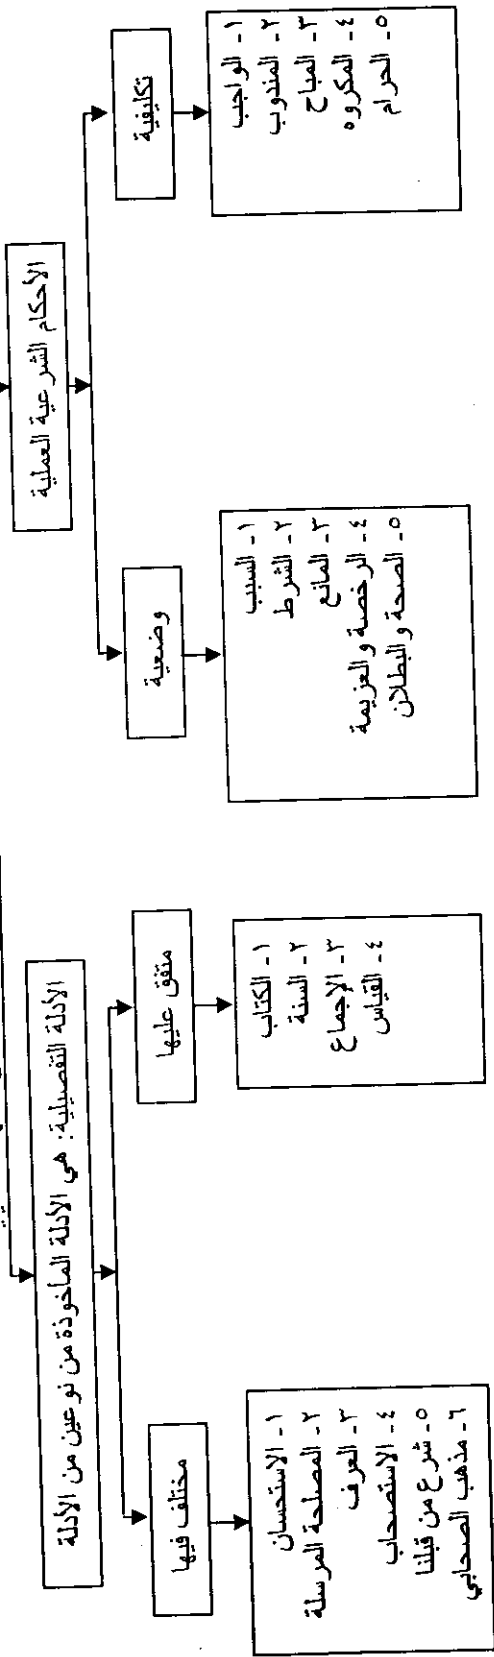 الأحكام الشرعية العملية
تكليفية
١- الواجب
٢- المندوب
٣- المباح
٤- المكروه
٥- الحرام
وضعية
١- السبب
٢- الشرط
٣- المانع
٤- الرخصة والعزيمة
٥- الصحة والبطلان
الأدلة التفصيلية: هي الأدلة المأخوذة من نوعين من الأدلة
متفق عليها
١- الكتاب
٢- السنة
٣- الإجماع
٤- القياس
مختلف فيها
١- الاستحسان
٢- المصلحة المرسلة
٣- العرف
٤- الاستصحاب
٥- شرع من قبلنا
٦- مذهب الصحابي